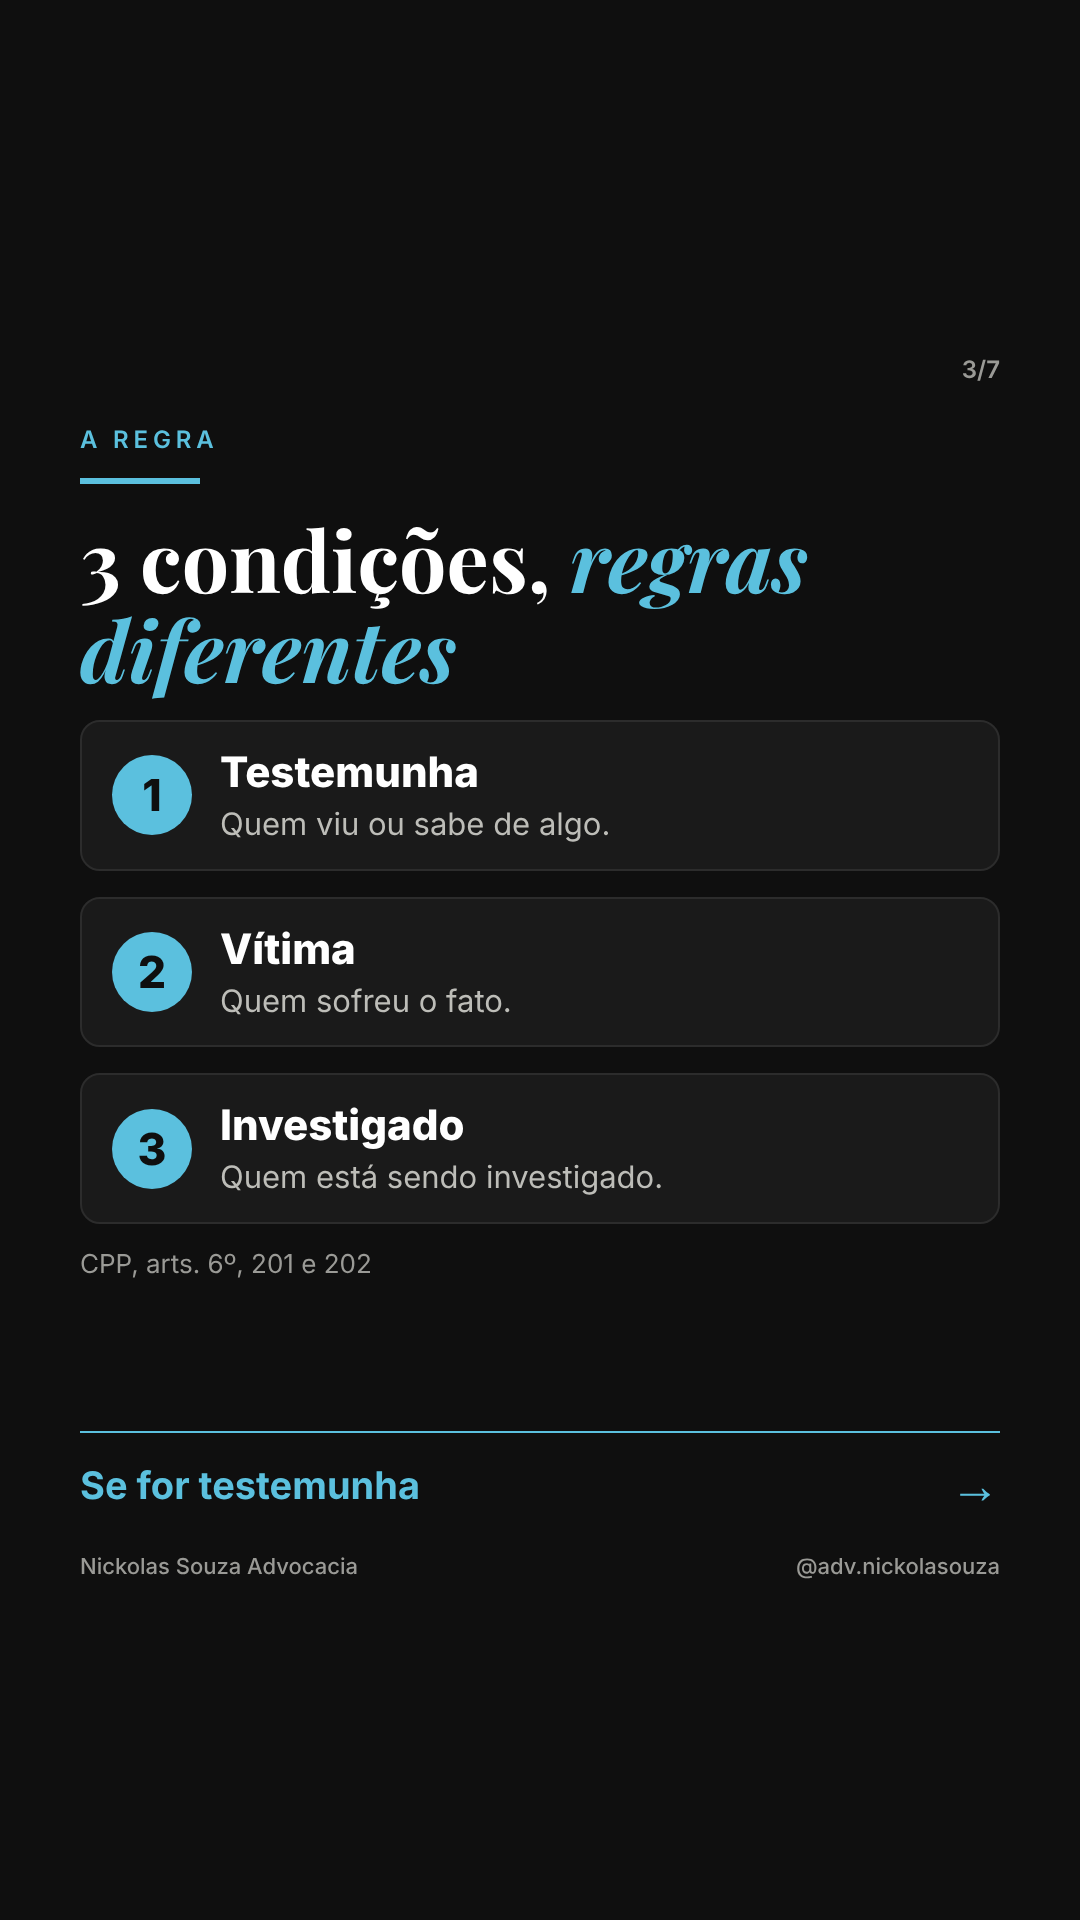 3/7
A REGRA
3 condições, regras
diferentes
1
Testemunha
Quem viu ou sabe de algo.
2
Vítima
Quem sofreu o fato.
3
Investigado
Quem está sendo investigado.
CPP, arts. 6º, 201 e 202
Se for testemunha →
Nickolas Souza Advocacia @adv.nickolasouza